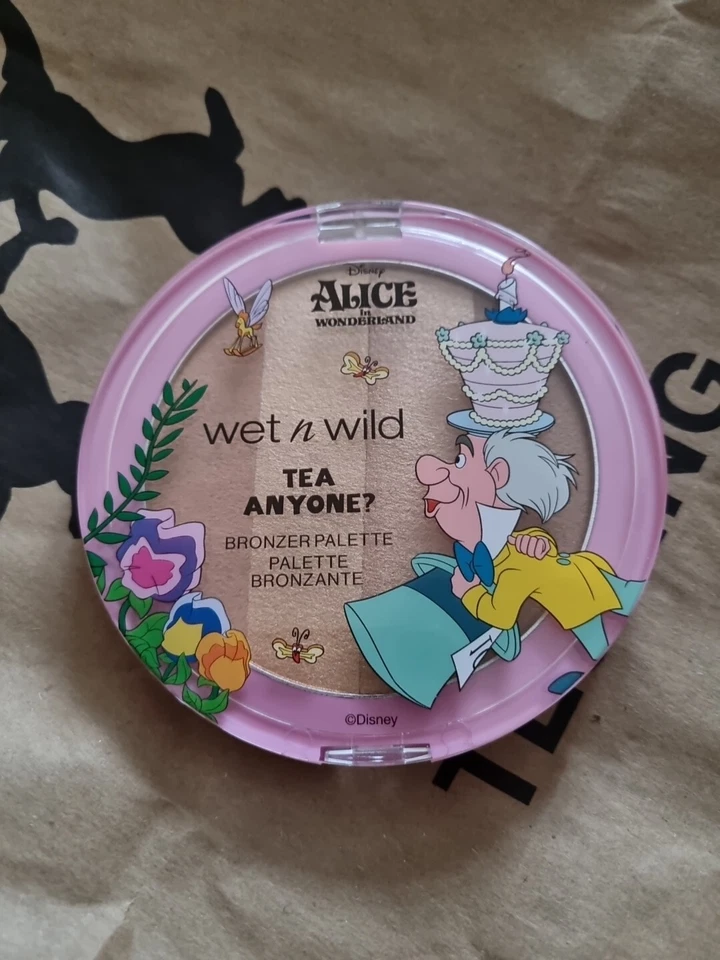 Disney
ALICE
in
WONDERLAND
wet n wild
TEA
ANYONE?
BRONZER PALETTE
PALETTE
BRONZANTE
©Disney